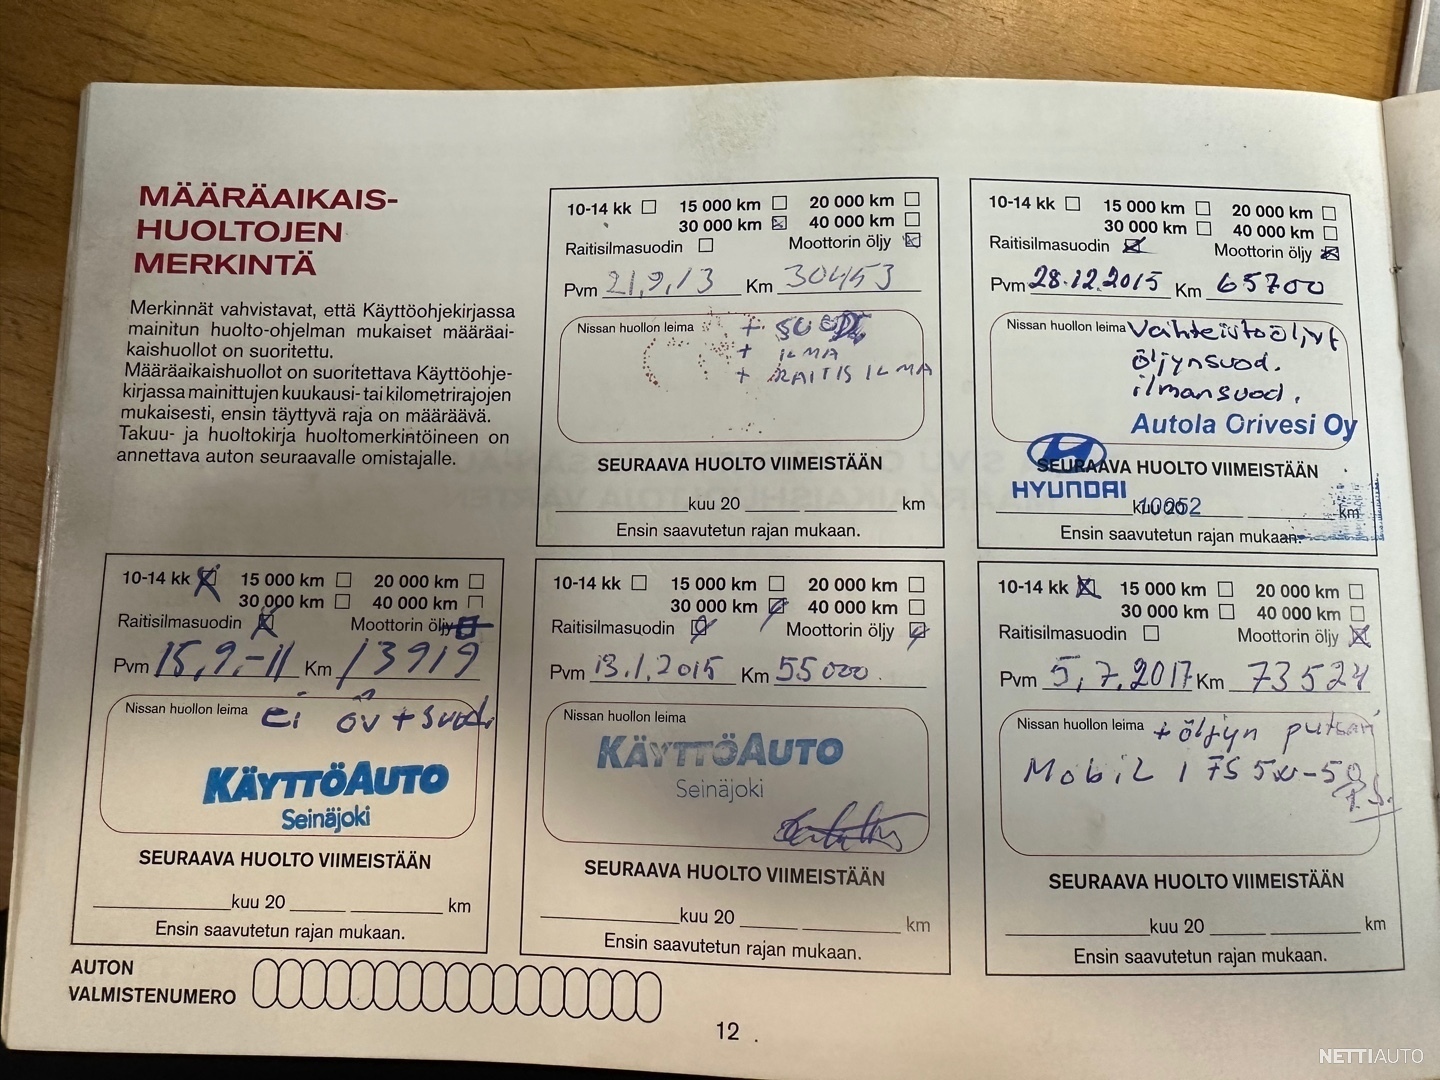 MÄÄRÄAIKAIS-
HUOLTOJEN
MERKINTÄ
Merkinnät vahvistavat, että Käyttöohjekirjassa
mainitun huolto-ohjelman mukaiset määräai-
kaishuollot on suoritettu.
Määräaikaishuollot on suoritettava Käyttöohje-
kirjassa mainittujen kuukausi- tai kilometrirajojen
mukaisesti, ensin täyttyvä raja on määräävä.
Takuu- ja huoltokirja huoltomerkintöineen on
annettava auton seuraavalle omistajalle.
10-14 kk 15 000 km 20 000 km
30 000 km 40 000 km
Raitisilmasuodin Moottorin öljy
Pvm 21,9,13 Km 30453
Nissan huollon leima
+ ILMA
+ RAITIS ILMA
SEURAAVA HUOLTO VIIMEISTÄÄN
kuu 20 km
Ensin saavutetun rajan mukaan.
10-14 kk 15 000 km 20 000 km
30 000 km 40 000 km
Raitisilmasuodin Moottorin öljy
Pvm 28.12.2015 Km 65700
Nissan huollon leima Vaihteistoöljyt
öljynsuod.
ilmansuod.
Autola Orivesi Oy
SEURAAVA HUOLTO VIIMEISTÄÄN
HYUNDAI
kuu 20 10052 km
Ensin saavutetun rajan mukaan.
10-14 kk 15 000 km 20 000 km
30 000 km 40 000 km
Raitisilmasuodin Moottorin öljy
Pvm 15,9.-11 Km 13919
Nissan huollon leima ei öv + suod.
KÄYTTÖAUTO
Seinäjoki
SEURAAVA HUOLTO VIIMEISTÄÄN
kuu 20 km
Ensin saavutetun rajan mukaan.
10-14 kk 15 000 km 20 000 km
30 000 km 40 000 km
Raitisilmasuodin Moottorin öljy
Pvm 13.1.2015 Km 55000
Nissan huollon leima
KÄYTTÖAUTO
Seinäjoki
SEURAAVA HUOLTO VIIMEISTÄÄN
kuu 20 km
Ensin saavutetun rajan mukaan.
10-14 kk 15 000 km 20 000 km
30 000 km 40 000 km
Raitisilmasuodin Moottorin öljy
Pvm 5,7.2017 Km 73524
Nissan huollon leima + öljyn
Mobil 1 FS 5w-50
SEURAAVA HUOLTO VIIMEISTÄÄN
kuu 20 km
Ensin saavutetun rajan mukaan.
AUTON
VALMISTENUMERO
12
NETTIAUTO